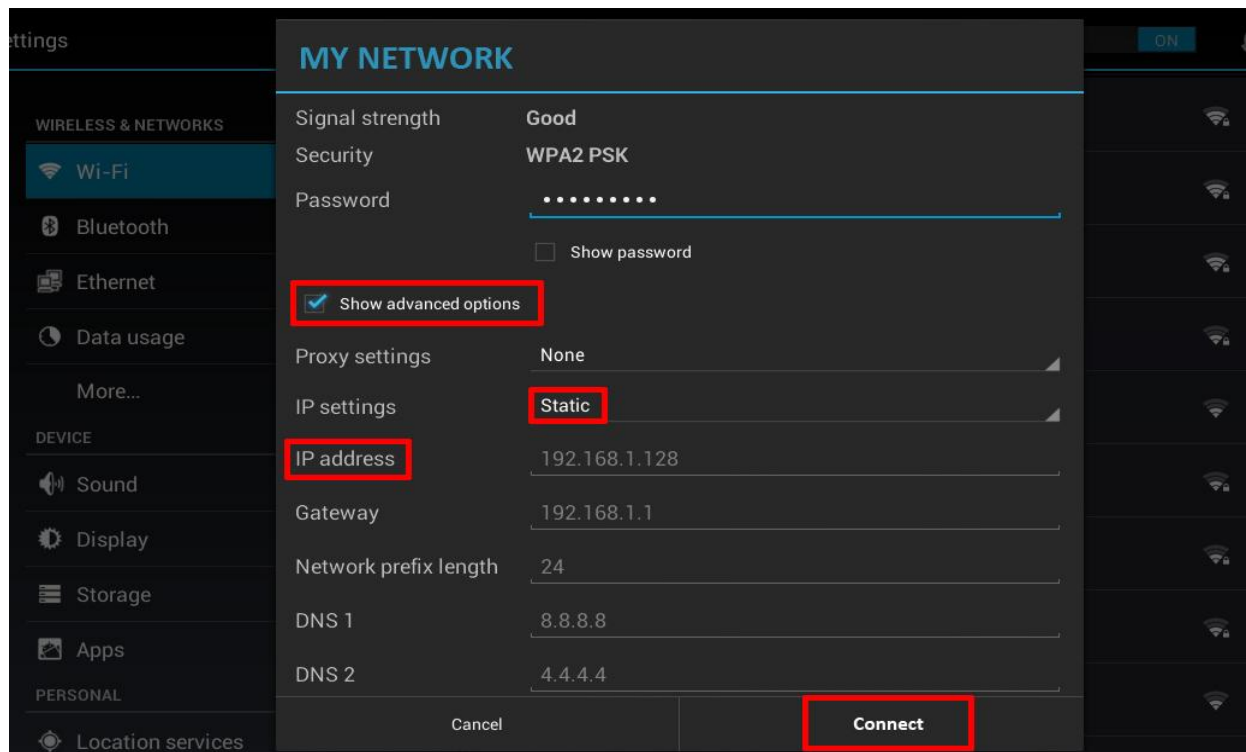 ettings
ON
WIRELESS & NETWORKS
Wi-Fi
Bluetooth
Ethernet
Data usage
More...
DEVICE
Sound
Display
Storage
Apps
PERSONAL
Location services
MY NETWORK
Signal strength Good
Security WPA2 PSK
Password •••••••••
Show password
Show advanced options
Proxy settings None
IP settings Static
IP address 192.168.1.128
Gateway 192.168.1.1
Network prefix length 24
DNS 1 8.8.8.8
DNS 2 4.4.4.4
Cancel Connect